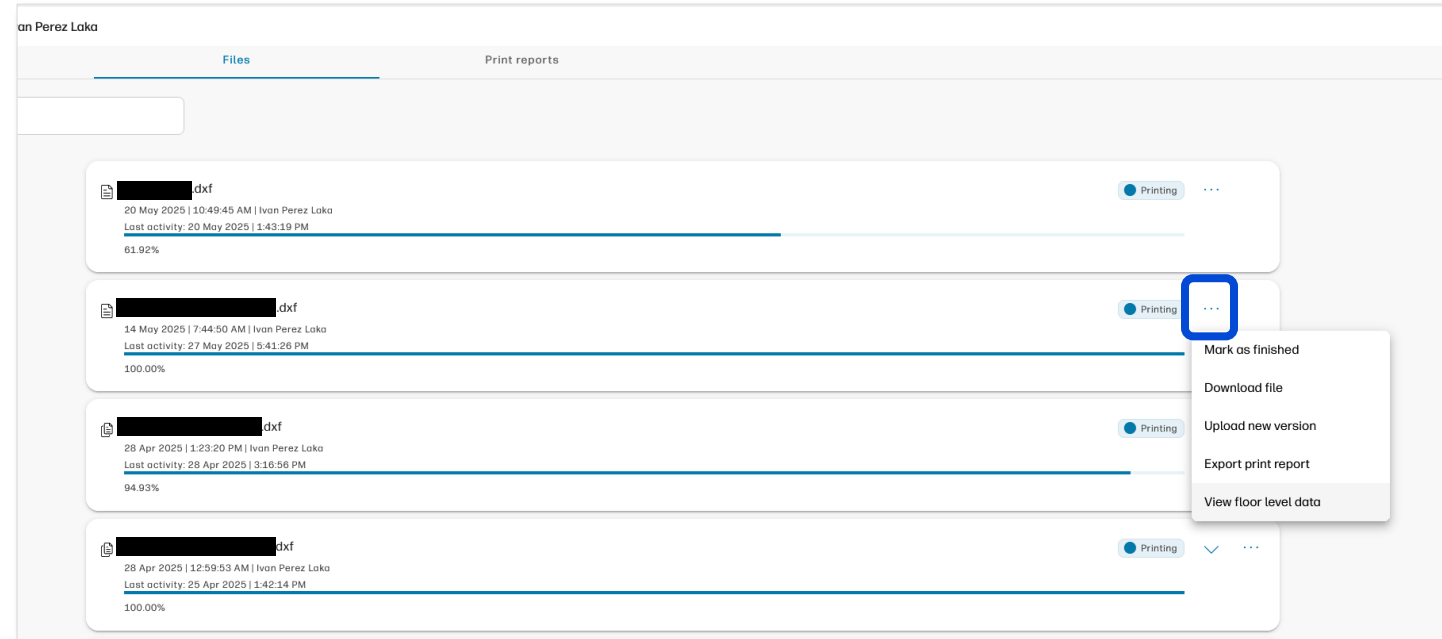 an Perez Laka
Files
Print reports
.dxf
Printing
...
20 May 2025 | 10:49:45 AM | Ivan Perez Laka
Last activity: 20 May 2025 | 1:43:19 PM
61.92%
.dxf
Printing
...
14 May 2025 | 7:44:50 AM | Ivan Perez Laka
Last activity: 27 May 2025 | 5:41:26 PM
100.00%
Mark as finished
Download file
Upload new version
Export print report
View floor level data
.dxf
Printing
28 Apr 2025 | 1:23:20 PM | Ivan Perez Laka
Last activity: 28 Apr 2025 | 3:16:56 PM
94.93%
dxf
Printing
...
28 Apr 2025 | 12:59:53 AM | Ivan Perez Laka
Last activity: 25 Apr 2025 | 1:42:14 PM
100.00%